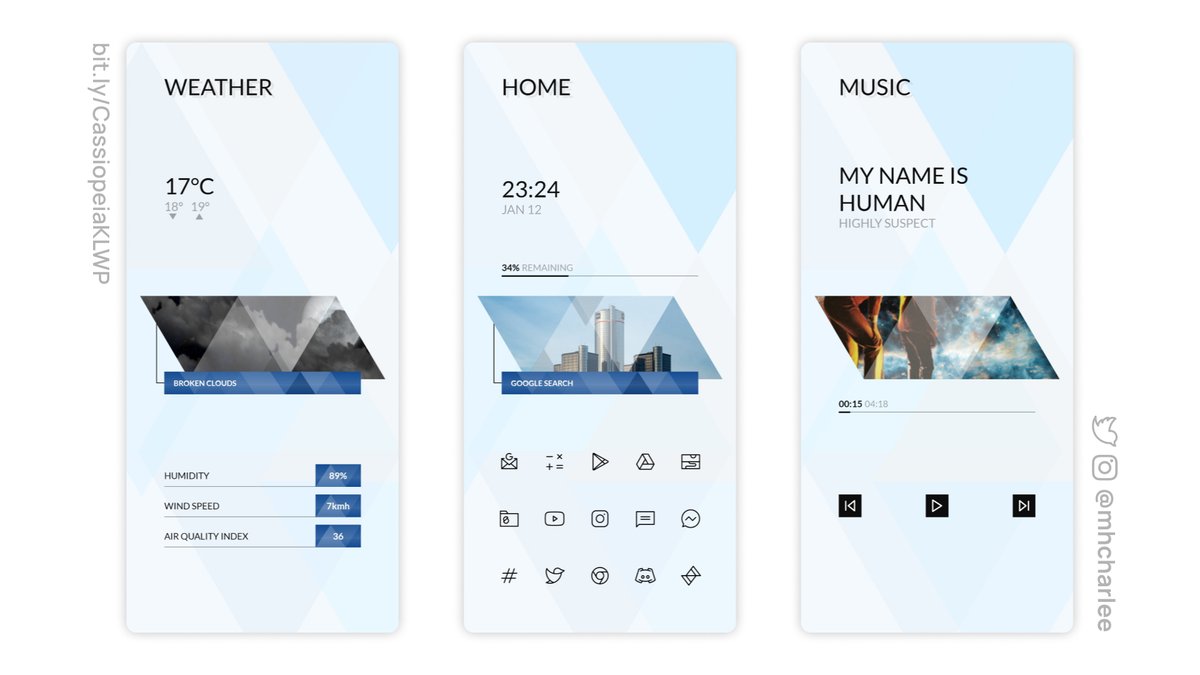 bit.ly/CassiopeiaKLWP
WEATHER
17°C
18° 19°
BROKEN CLOUDS
HUMIDITY 89%
WIND SPEED 7kmh
AIR QUALITY INDEX 36
HOME
23:24
JAN 12
34% REMAINING
GOOGLE SEARCH
MUSIC
MY NAME IS
HUMAN
HIGHLY SUSPECT
00:15 04:18
@mhcharlee